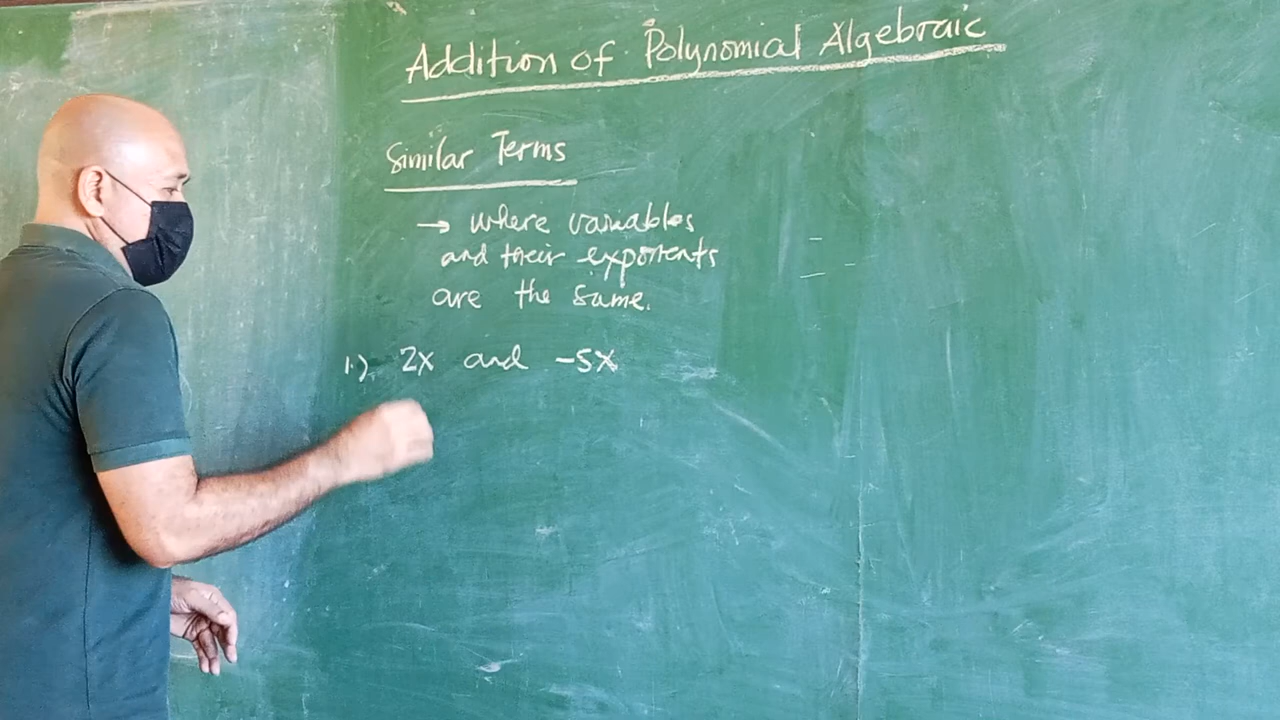 Addition of Polynomial Algebraic
Similar Terms
→ where variables
and their exponents
are the same.
1.) 2x and -5x